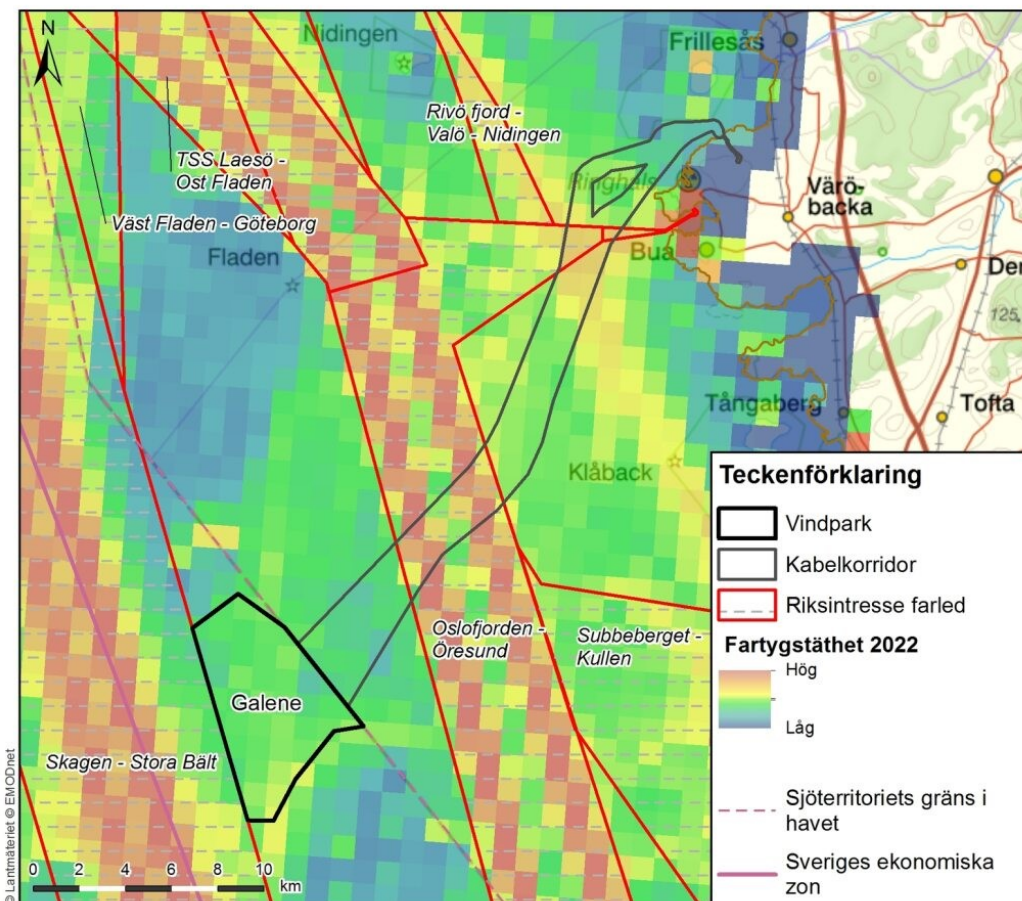 N
Nidingen
Frillesås
Rivö fjord -
Valö - Nidingen
TSS Laesö -
Ost Fladen
Ringhals
Värö-
backa
Väst Fladen - Göteborg
Bua
Fladen
Der
125.
Tångaberg
Tofta
Klåback
Teckenförklaring
Vindpark
Kabelkorridor
Riksintresse farled
Fartygstäthet 2022
Hög
Låg
Sjöterritoriets gräns i
havet
Sveriges ekonomiska
zon
Oslofjorden -
Öresund
Subbeberget -
Kullen
Galene
Skagen - Stora Bält
0 2 4 6 8 10
km
© Lantmäteriet © EMODnet